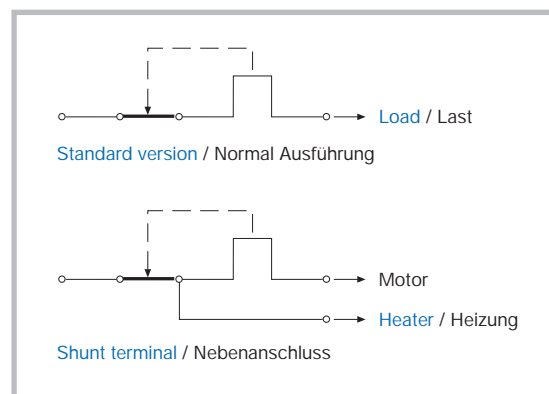 Load / Last
Standard version / Normal Ausführung
Motor
Heater / Heizung
Shunt terminal / Nebenanschluss